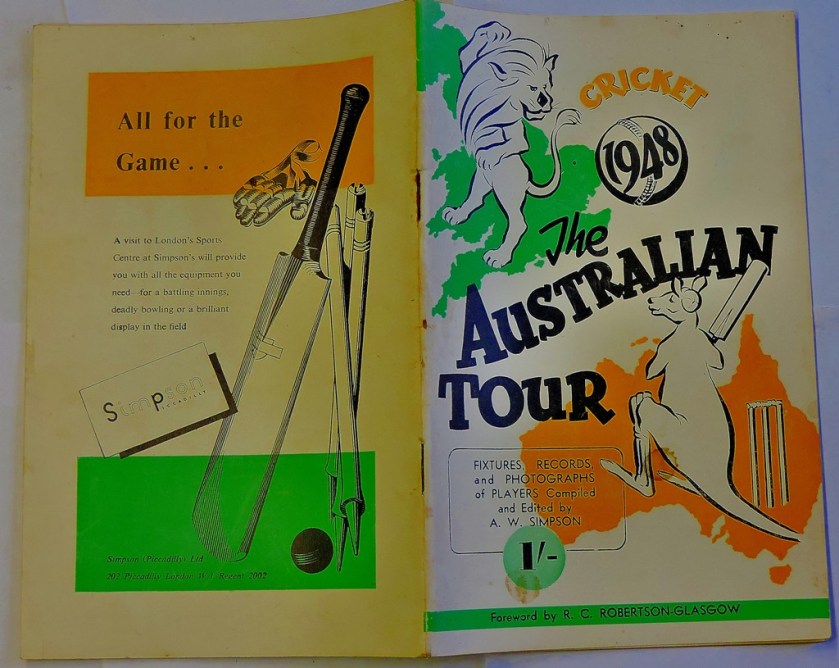 All for the
Game . . .
A visit to London's Sports
Centre at Simpson's will provide
you with all the equipment you
need—for a battling innings,
deadly bowling or a brilliant
display in the field
Simpson
PICCADILLY
Simpson (Piccadilly) Ltd
202 Piccadilly London W.1 Regent 2002
CRICKET
1948
The
AUSTRALIAN
TOUR
FIXTURES, RECORDS,
and PHOTOGRAPHS
of PLAYERS Compiled
and Edited by
A. W. SIMPSON
1/-
Foreword by R. C. ROBERTSON-GLASGOW